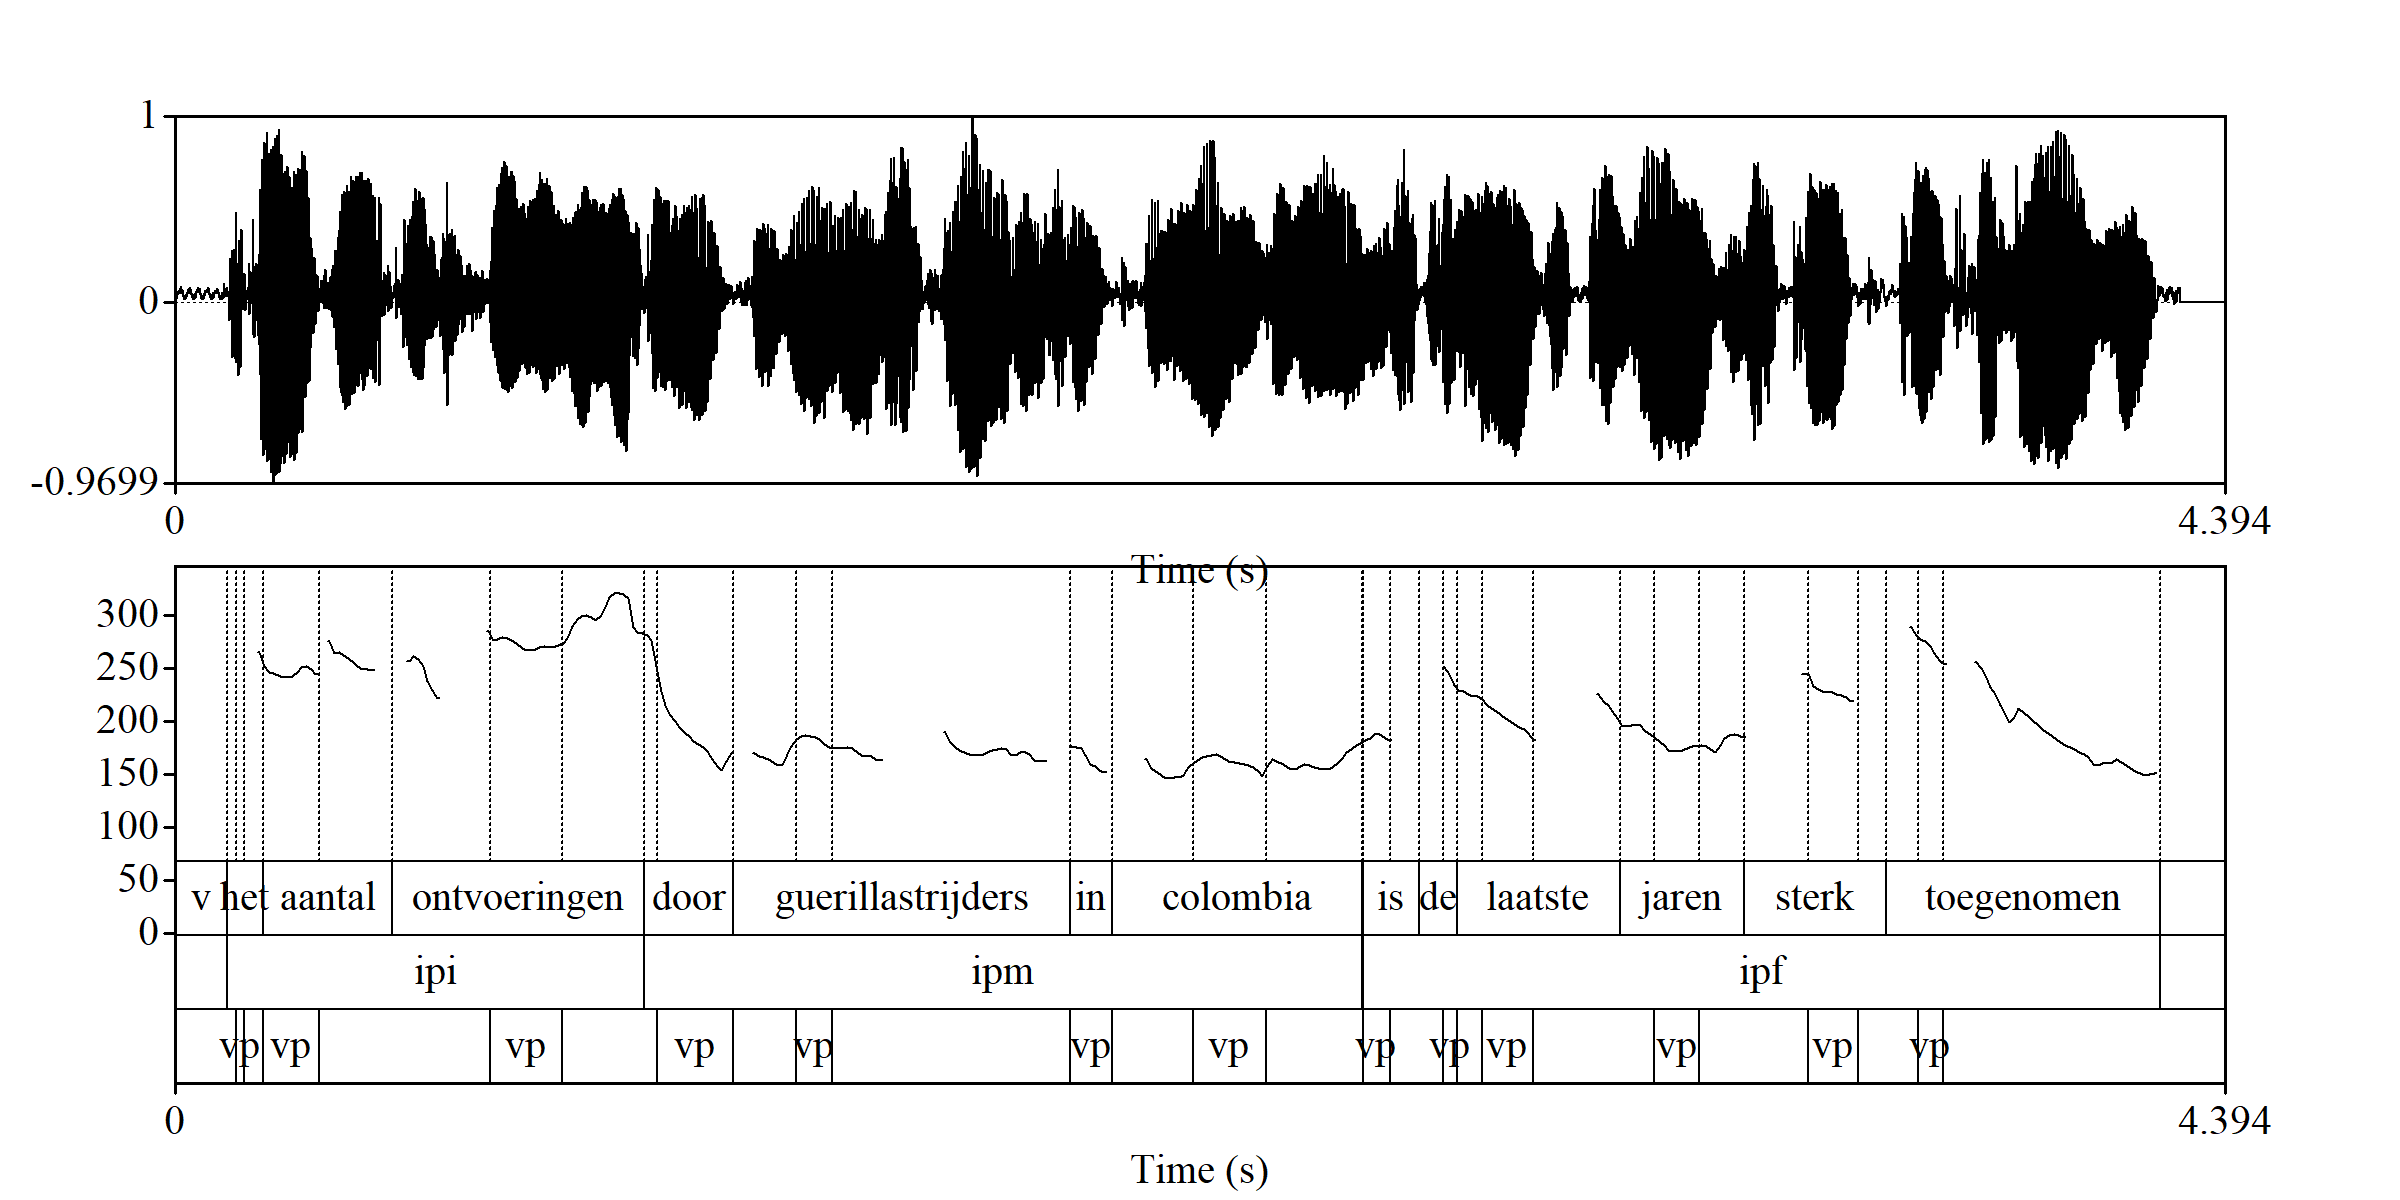 1
0
-0.9699
0 4.394
Time (s)
300
250
200
150
100
50
0
v het aantal ontvoeringen door guerillastrijders in colombia is de laatste jaren sterk toegenomen
ipi ipm ipf
vp vp vp vp vp vp vp vp vp vp vp vp vp
0 4.394
Time (s)